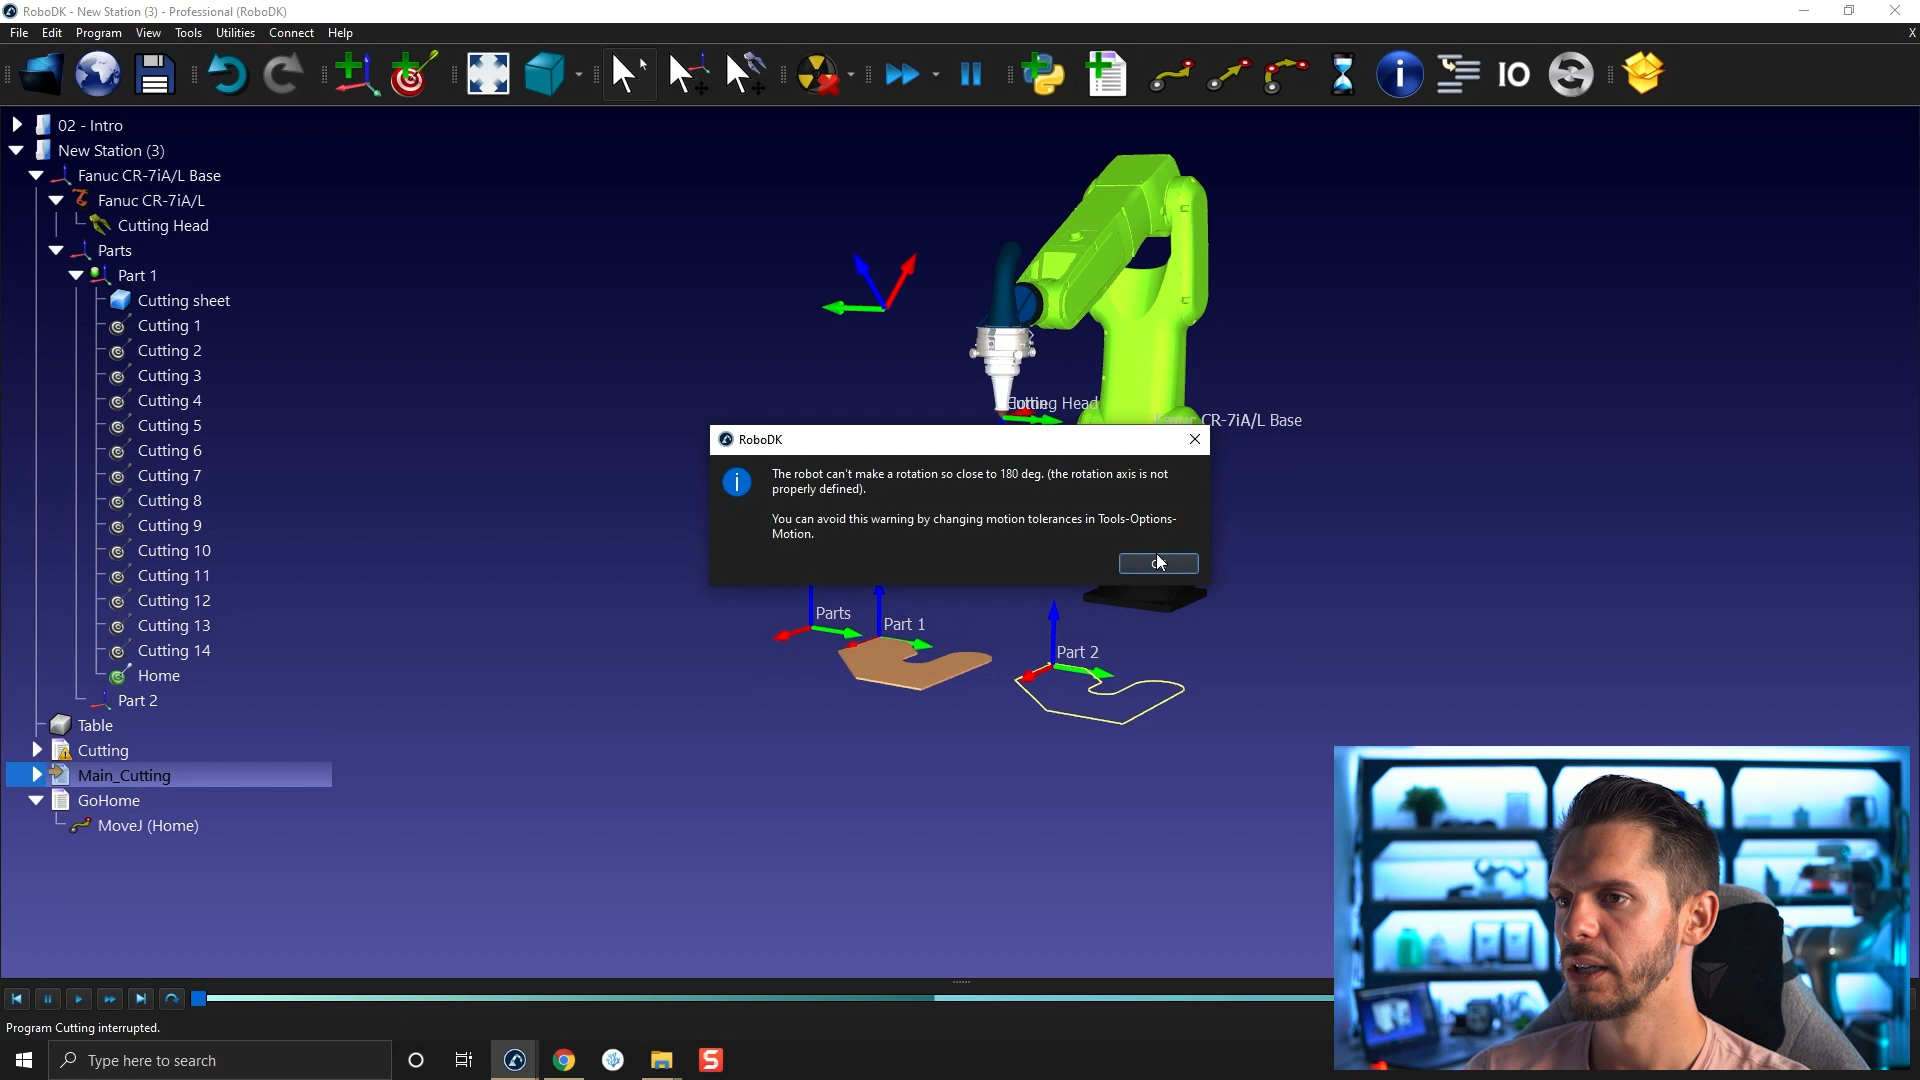 RoboDK - New Station (3) - Professional (RoboDK)
File Edit Program View Tools Utilities Connect Help X
IO
02 - Intro
New Station (3)
Fanuc CR-7iA/L Base
Fanuc CR-7iA/L
Cutting Head
Parts
Part 1
Cutting sheet
Cutting 1
Cutting 2
Cutting 3
Cutting 4
Cutting 5
Cutting 6
Cutting 7
Cutting 8
Cutting 9
Cutting 10
Cutting 11
Cutting 12
Cutting 13
Cutting 14
Home
Part 2
Table
Cutting
Main_Cutting
GoHome
MoveJ (Home)
Head
CR-7iA/L Base
RoboDK
The robot can't make a rotation so close to 180 deg. (the rotation axis is not
properly defined).
You can avoid this warning by changing motion tolerances in Tools-Options-
Motion.
Parts
Part 1
Part 2
Program Cutting interrupted.
Type here to search